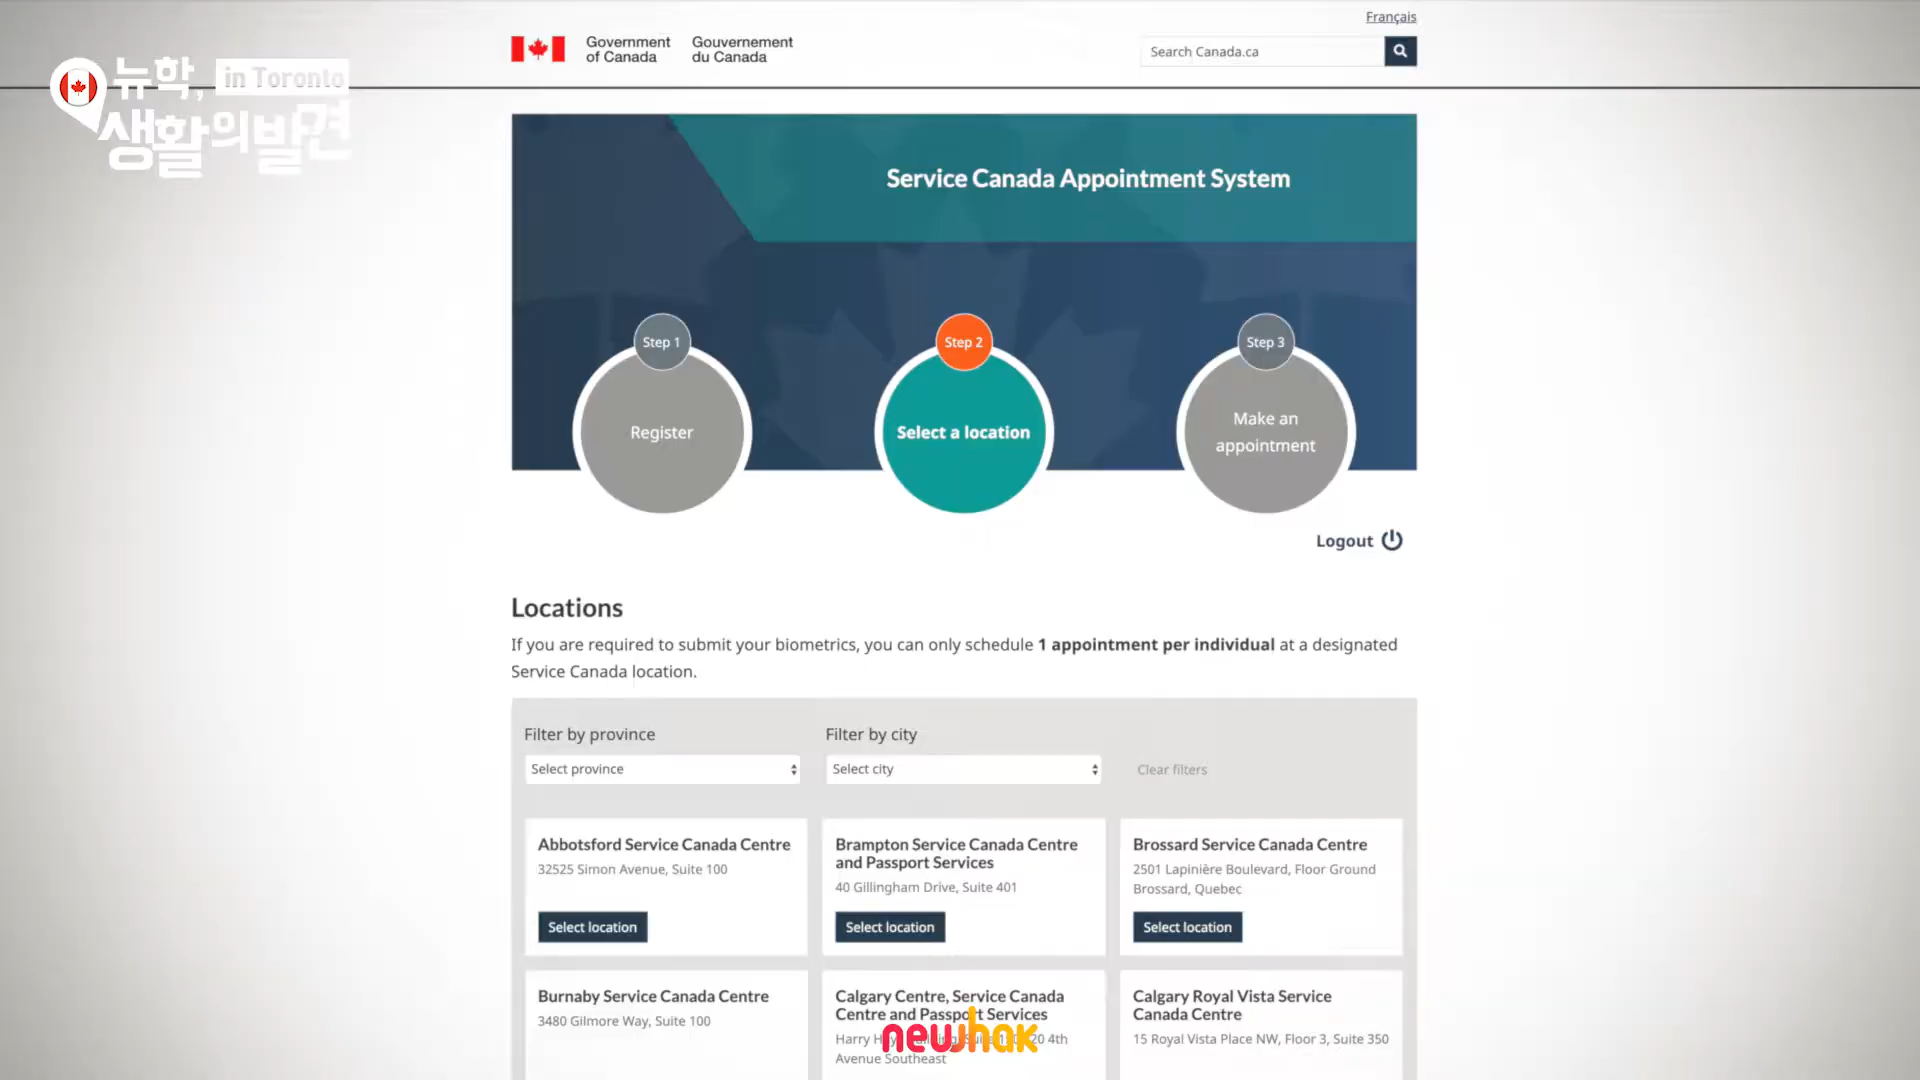 Français
Government
of Canada
Gouvernement
du Canada
Search Canada.ca
뉴학, in Toronto
생활의발견
Service Canada Appointment System
Step 1
Step 2
Step 3
Register
Select a location
Make an
appointment
Logout
Locations
If you are required to submit your biometrics, you can only schedule 1 appointment per individual at a designated
Service Canada location.
Filter by province
Filter by city
Select province
Select city
Clear filters
Abbotsford Service Canada Centre
32525 Simon Avenue, Suite 100
Select location
Brampton Service Canada Centre
and Passport Services
40 Gillingham Drive, Suite 401
Select location
Brossard Service Canada Centre
2501 Lapinière Boulevard, Floor Ground
Brossard, Quebec
Select location
Burnaby Service Canada Centre
3480 Gilmore Way, Suite 100
Calgary Centre, Service Canada
Centre and Passport Services
Harry 4th
Avenue Southeast
Calgary Royal Vista Service
Canada Centre
15 Royal Vista Place NW, Floor 3, Suite 350
newhak